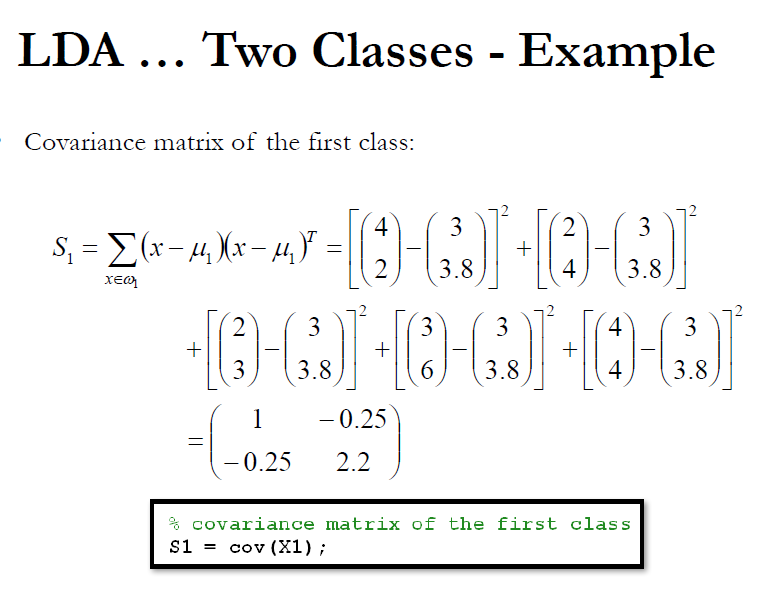 LDA … Two Classes - Example
Covariance matrix of the first class:
S₁ = ∑_{x∈ω₁} (x − μ₁)(x − μ₁)ᵀ = [(4 2) − (3 3.8)]² + [(2 4) − (3 3.8)]²
+ [(2 3) − (3 3.8)]² + [(3 6) − (3 3.8)]² + [(4 4) − (3 3.8)]²
= (1 −0.25
−0.25 2.2)
% covariance matrix of the first class
S1 = cov(X1);